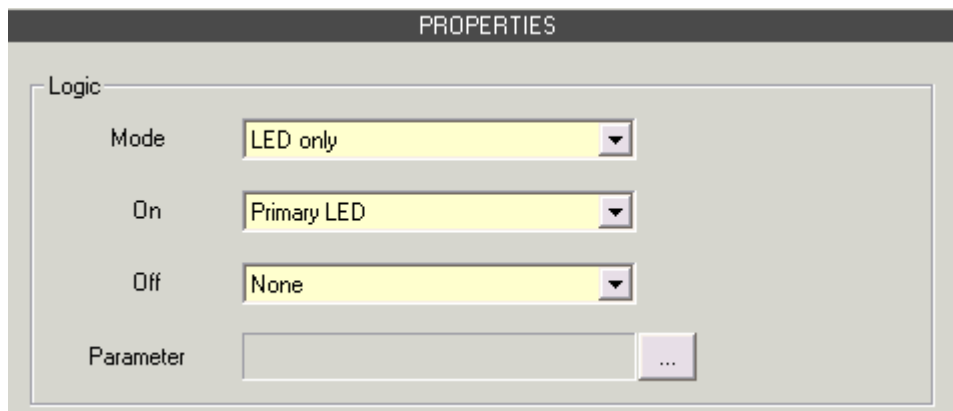 PROPERTIES
Logic
Mode LED only
On Primary LED
Off None
Parameter ...